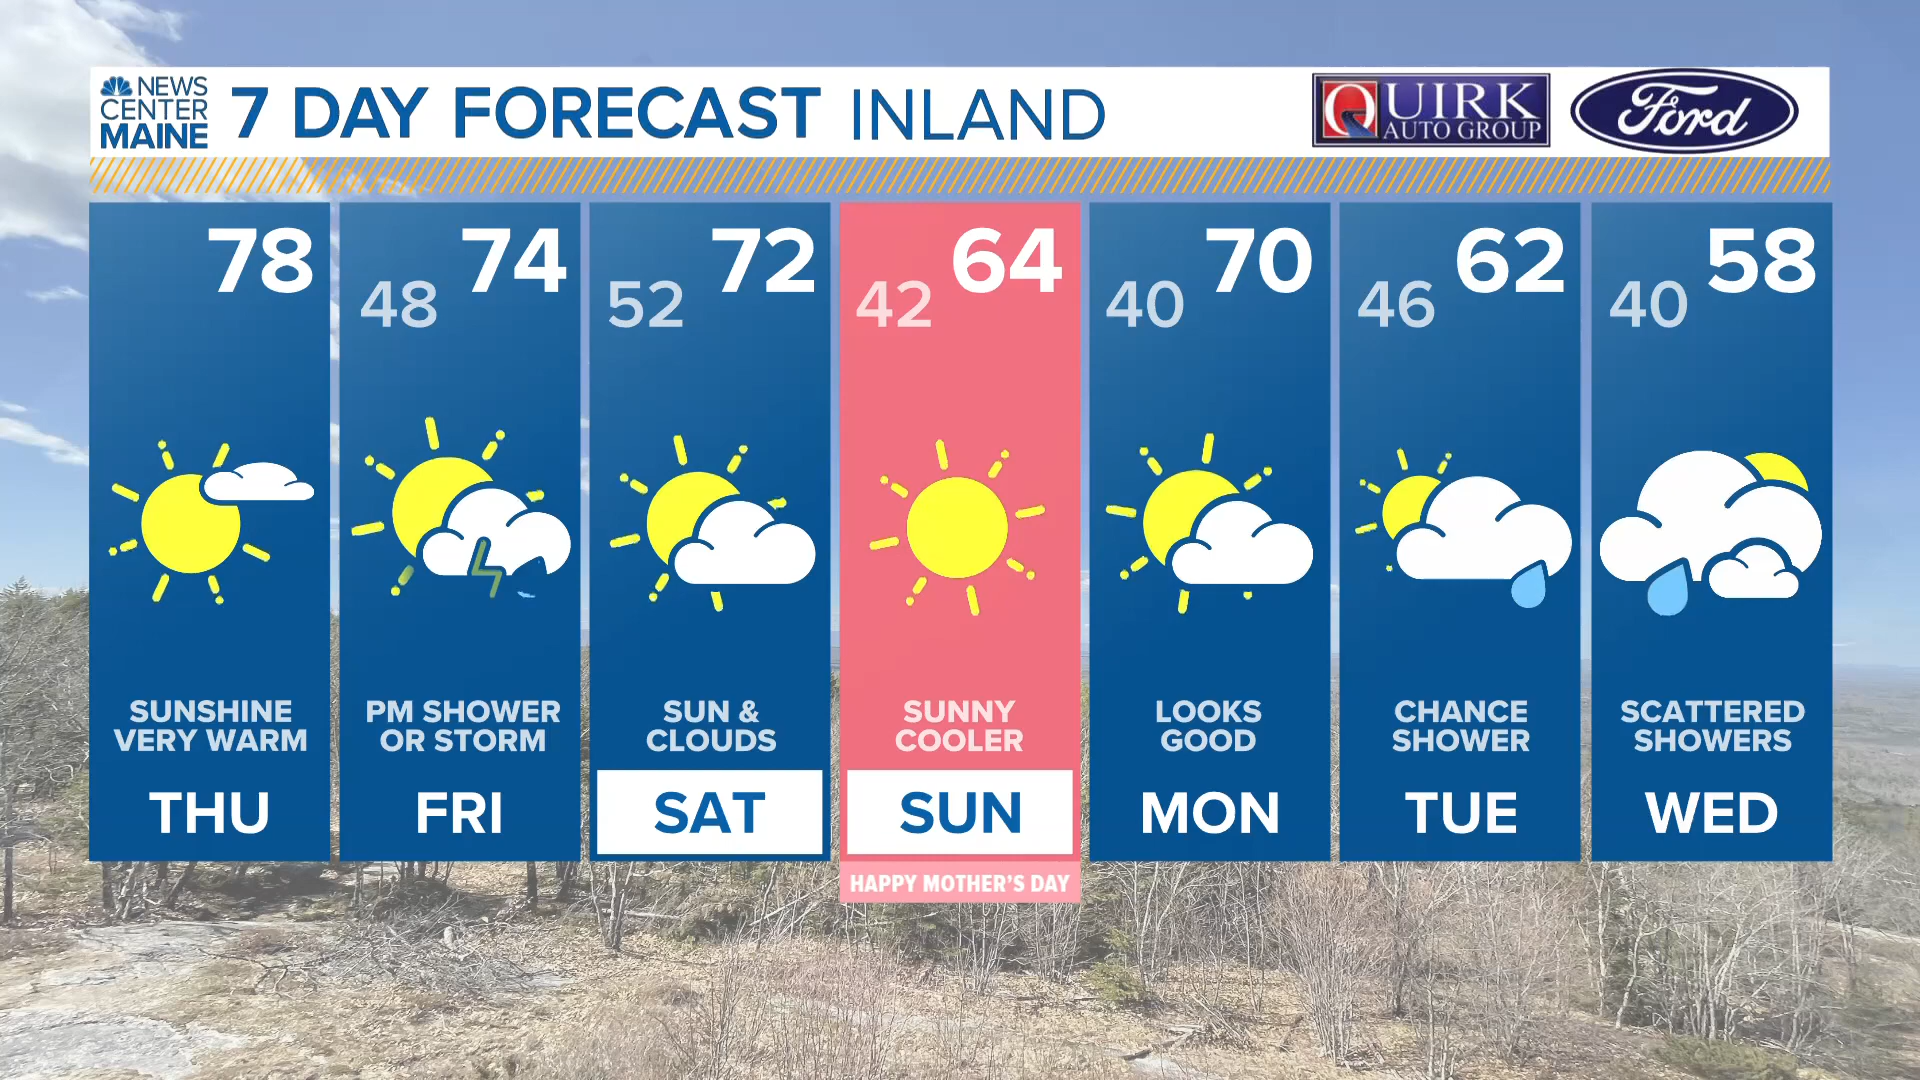 NEWS
CENTER
MAINE
7 DAY FORECAST INLAND
QUIRK
AUTO GROUP
Ford
78
48 74
52 72
42 64
40 70
46 62
40 58
SUNSHINE
VERY WARM
THU
PM SHOWER
OR STORM
FRI
SUN &
CLOUDS
SAT
SUNNY
COOLER
SUN
HAPPY MOTHER'S DAY
LOOKS
GOOD
MON
CHANCE
SHOWER
TUE
SCATTERED
SHOWERS
WED